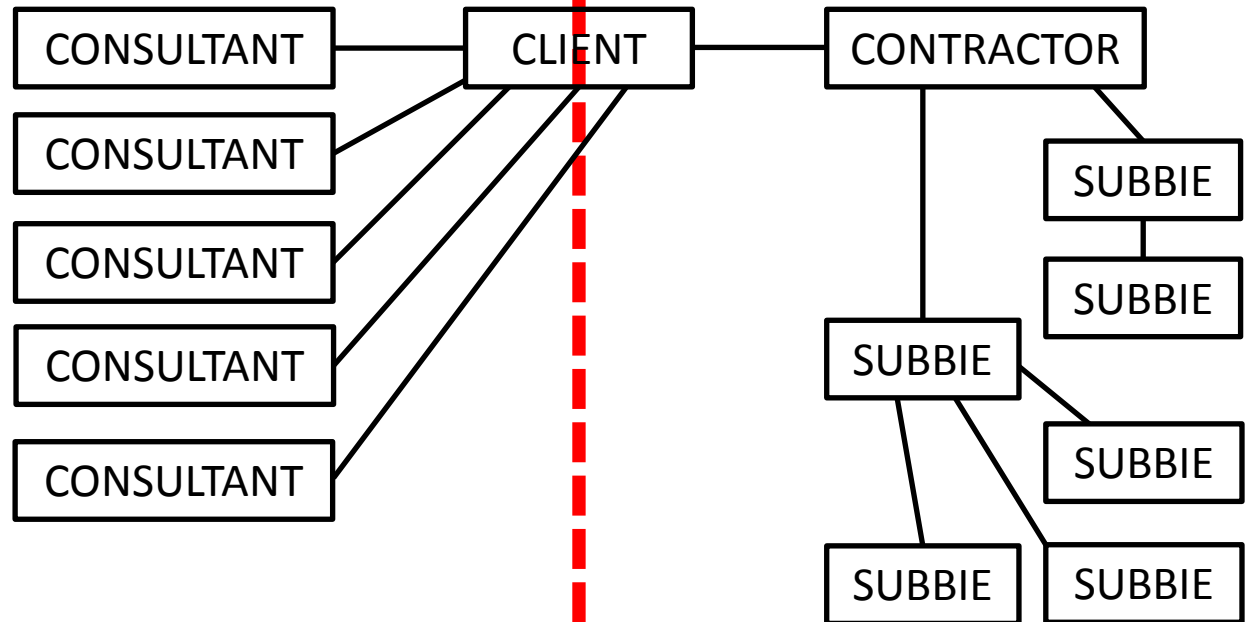 CONSULTANT
CLIENT
CONTRACTOR
CONSULTANT
SUBBIE
CONSULTANT
SUBBIE
CONSULTANT
SUBBIE
SUBBIE
CONSULTANT
SUBBIE
SUBBIE